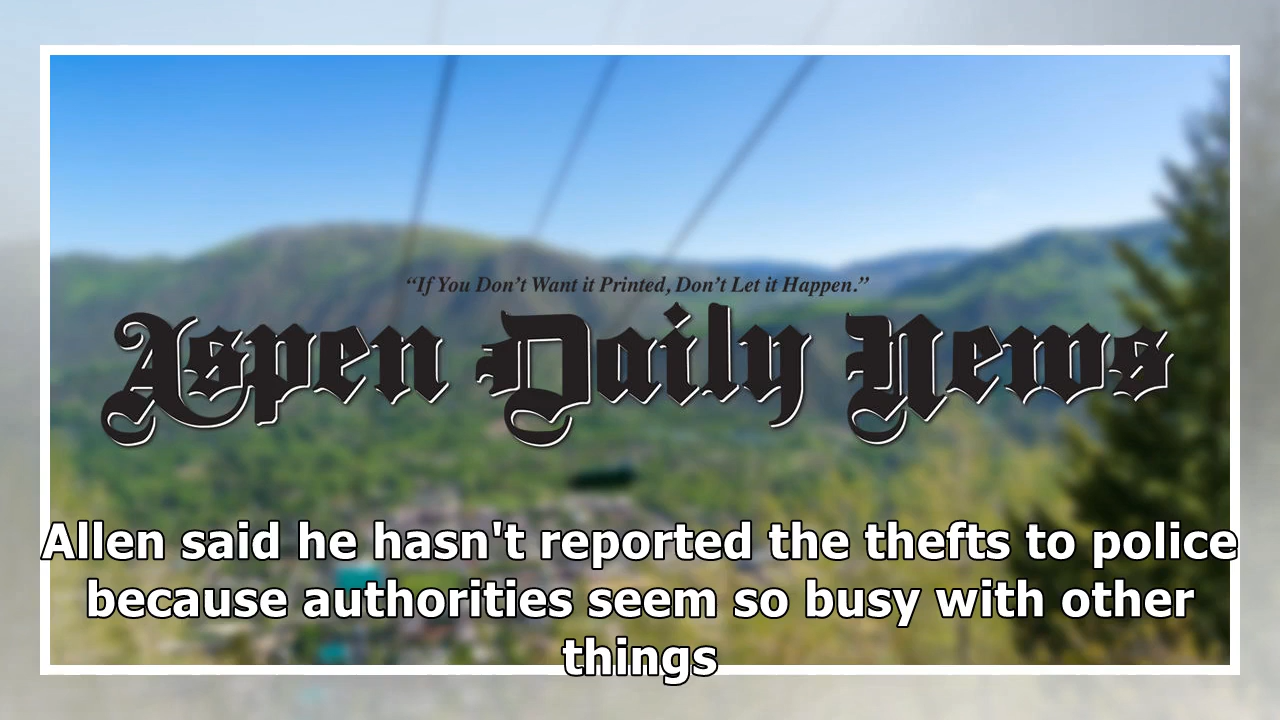 “If You Don’t Want it Printed, Don’t Let it Happen.”
Aspen Daily News
Allen said he hasn't reported the thefts to police
because authorities seem so busy with other
things